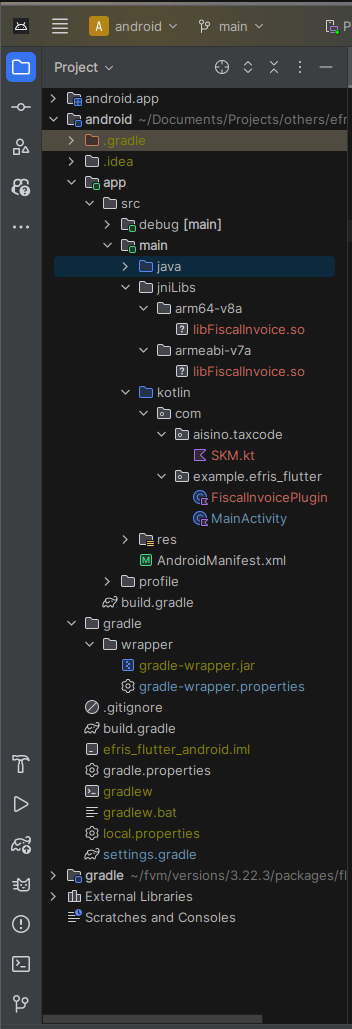 A android main
Project
android.app
android ~/Documents/Projects/others/efr
.gradle
.idea
app
src
debug [main]
main
java
jniLibs
arm64-v8a
libFiscalInvoice.so
armeabi-v7a
libFiscalInvoice.so
kotlin
com
aisino.taxcode
SKM.kt
example.efris_flutter
FiscalInvoicePlugin
MainActivity
res
AndroidManifest.xml
profile
build.gradle
gradle
wrapper
gradle-wrapper.jar
gradle-wrapper.properties
.gitignore
build.gradle
efris_flutter_android.iml
gradle.properties
gradlew
gradlew.bat
local.properties
settings.gradle
gradle ~/fvm/versions/3.22.3/packages/fl
External Libraries
Scratches and Consoles